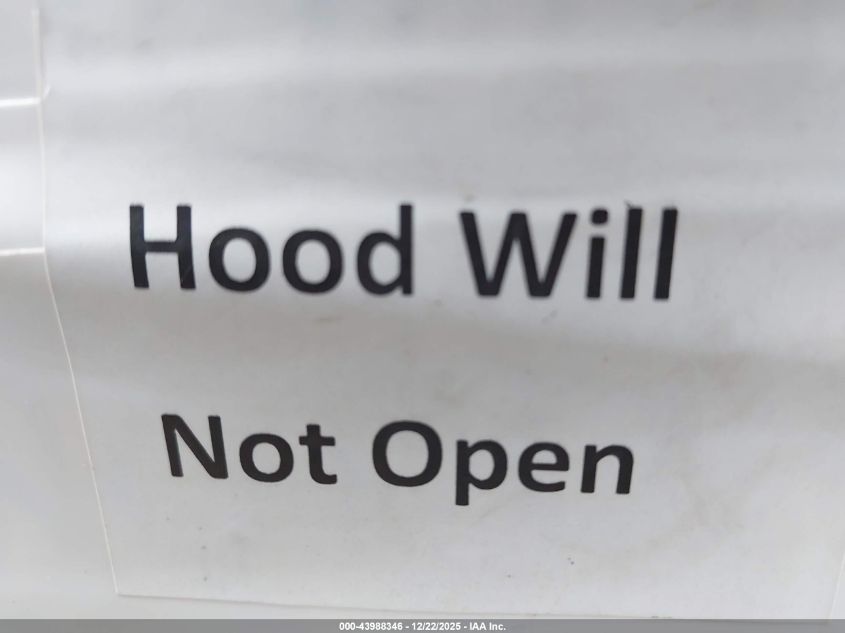 Hood Will
Not Open
000-43988346 - 12/22/2025 - IAA Inc.